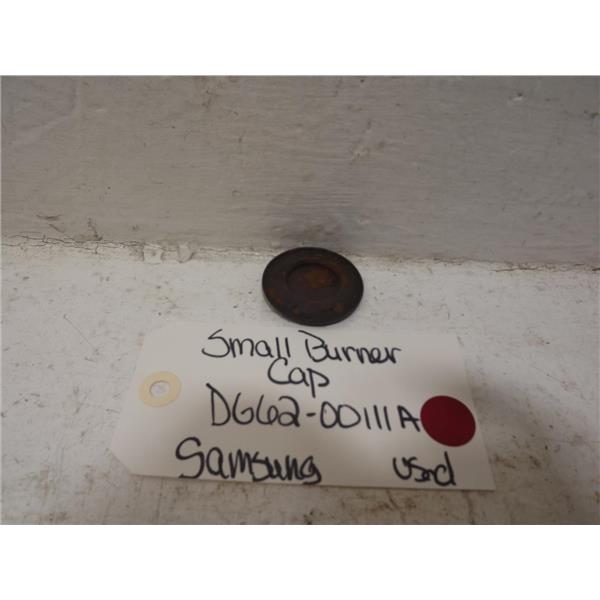 Small Burner
Cap
DG62-00111A
Samsung used